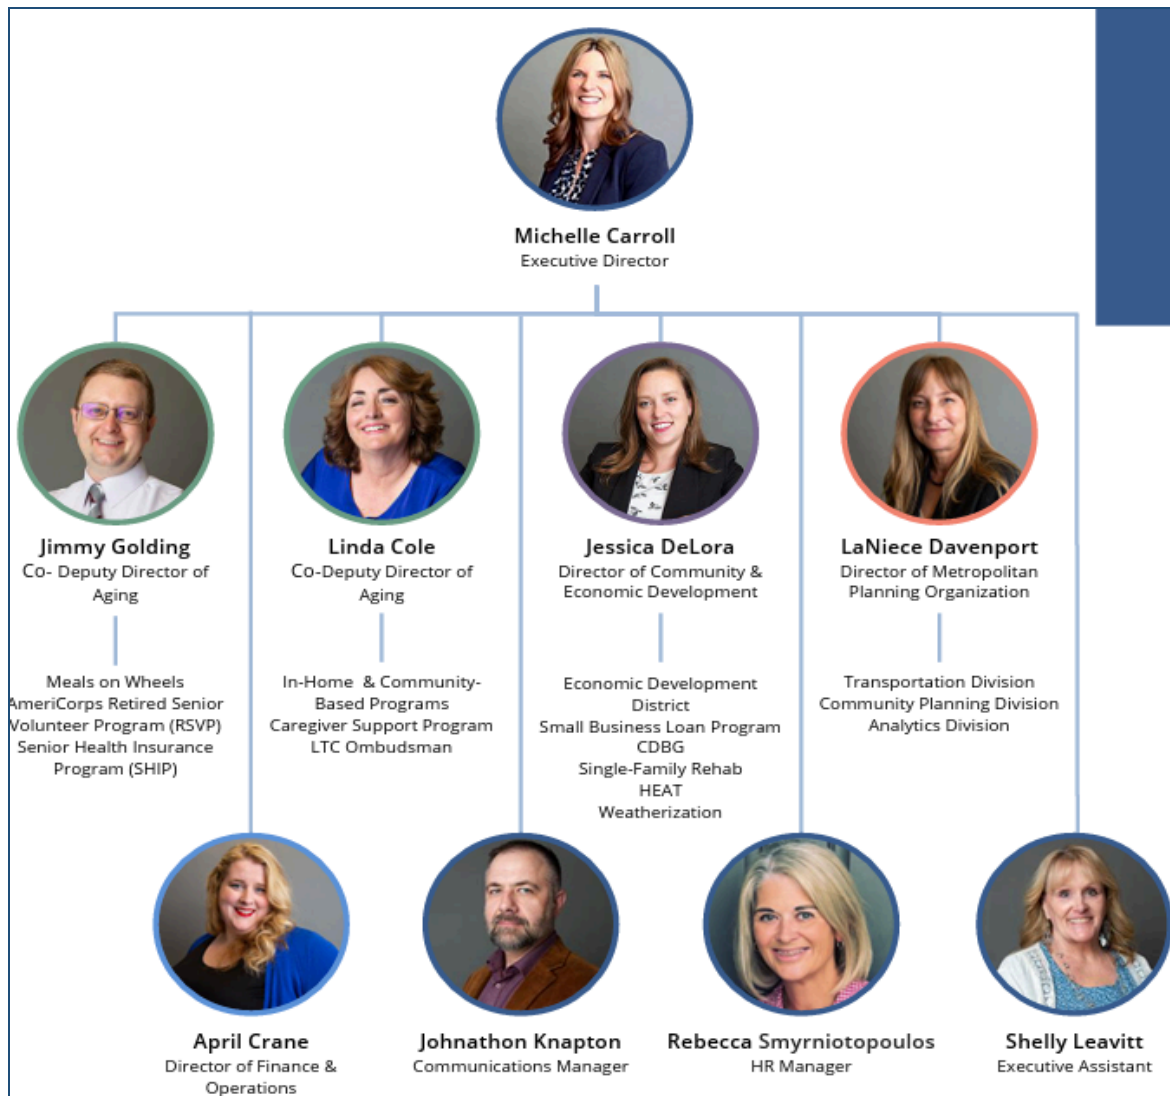 Michelle Carroll
Executive Director
Jimmy Golding
Co- Deputy Director of
Aging
Linda Cole
Co-Deputy Director of
Aging
Jessica DeLora
Director of Community &
Economic Development
LaNiece Davenport
Director of Metropolitan
Planning Organization
Meals on Wheels
AmeriCorps Retired Senior
Volunteer Program (RSVP)
Senior Health Insurance
Program (SHIP)
In-Home & Community-
Based Programs
Caregiver Support Program
LTC Ombudsman
Economic Development
District
Small Business Loan Program
CDBG
Single-Family Rehab
HEAT
Weatherization
Transportation Division
Community Planning Division
Analytics Division
April Crane
Director of Finance &
Operations
Johnathon Knapton
Communications Manager
Rebecca Smyrniotopoulos
HR Manager
Shelly Leavitt
Executive Assistant